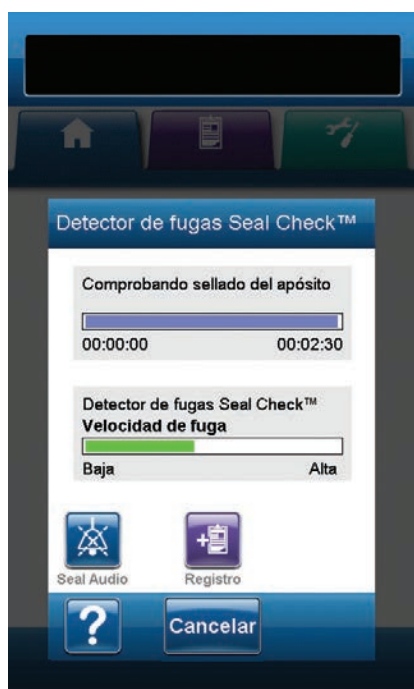 Detector de fugas Seal Check™
Comprobando sellado del apósito
00:00:00 00:02:30
Detector de fugas Seal Check™
Velocidad de fuga
Baja Alta
Seal Audio Registro
? Cancelar